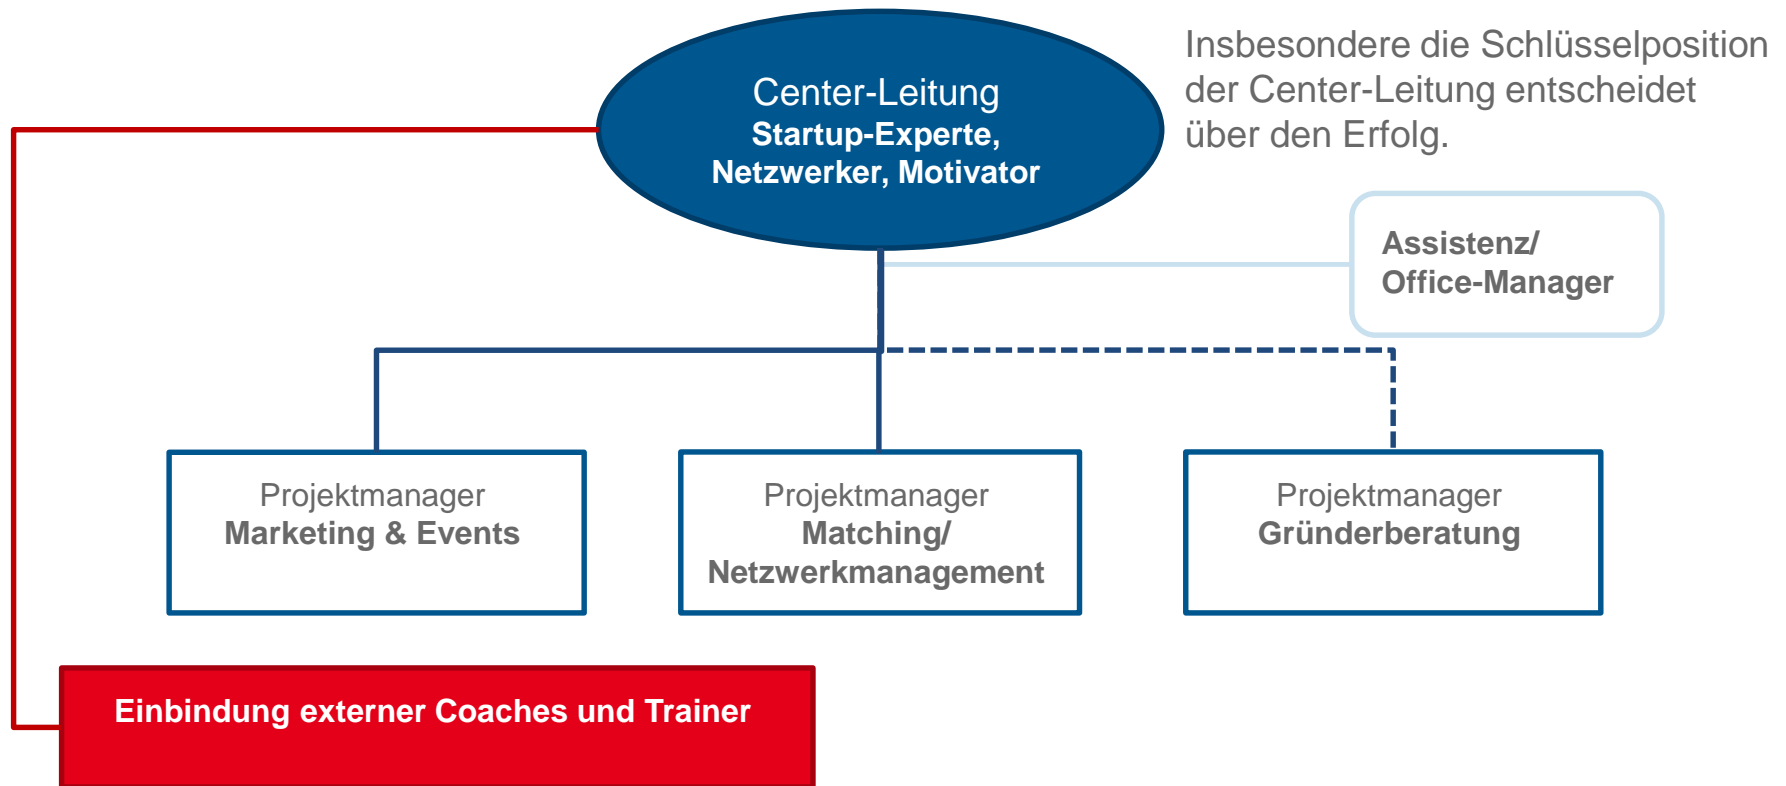 Center-Leitung
Startup-Experte,
Netzwerker, Motivator
Insbesondere die Schlüsselposition
der Center-Leitung entscheidet
über den Erfolg.
Assistenz/
Office-Manager
Projektmanager
Marketing & Events
Projektmanager
Matching/
Netzwerkmanagement
Projektmanager
Gründerberatung
Einbindung externer Coaches und Trainer